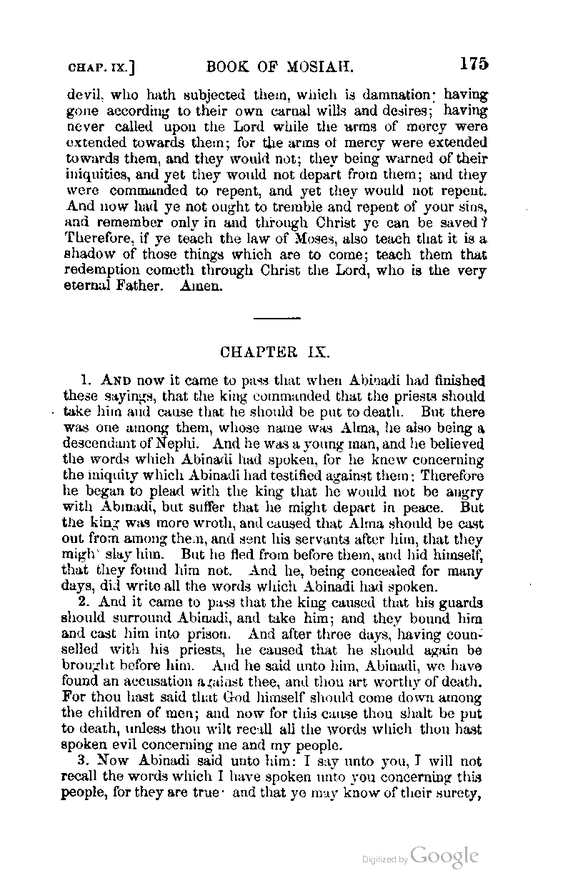 CHAP. IX.] BOOK OF MOSIAH. 175
devil, who hath subjected them, which is damnation; having
gone according to their own carnal wills and desires; having
never called upon the Lord while the arms of mercy were
extended towards them; for the arms of mercy were extended
towards them, and they would not; they being warned of their
iniquities, and yet they would not depart from them; and they
were commanded to repent, and yet they would not repent.
And now had ye not ought to tremble and repent of your sins,
and remember only in and through Christ ye can be saved?
Therefore, if ye teach the law of Moses, also teach that it is a
shadow of those things which are to come; teach them that
redemption cometh through Christ the Lord, who is the very
eternal Father. Amen.
CHAPTER IX.
1. AND now it came to pass that when Abinadi had finished
these sayings, that the king commanded that the priests should
take him and cause that he should be put to death. But there
was one among them, whose name was Alma, he also being a
descendant of Nephi. And he was a young man, and he believed
the words which Abinadi had spoken, for he knew concerning
the iniquity which Abinadi had testified against them: Therefore
he began to plead with the king that he would not be angry
with Abinadi, but suffer that he might depart in peace. But
the king was more wroth, and caused that Alma should be cast
out from among them, and sent his servants after him, that they
migh' slay him. But he fled from before them, and hid himself,
that they found him not. And he, being concealed for many
days, did write all the words which Abinadi had spoken.
2. And it came to pass that the king caused that his guards
should surround Abinadi, and take him; and they bound him
and cast him into prison. And after three days, having coun-
selled with his priests, he caused that he should again be
brought before him. And he said unto him, Abinadi, we have
found an accusation against thee, and thou art worthy of death.
For thou hast said that God himself should come down among
the children of men; and now for this cause thou shalt be put
to death, unless thou wilt recall all the words which thou hast
spoken evil concerning me and my people.
3. Now Abinadi said unto him: I say unto you, I will not
recall the words which I have spoken unto you concerning this
people, for they are true· and that ye may know of their surety,
Digitized by Google